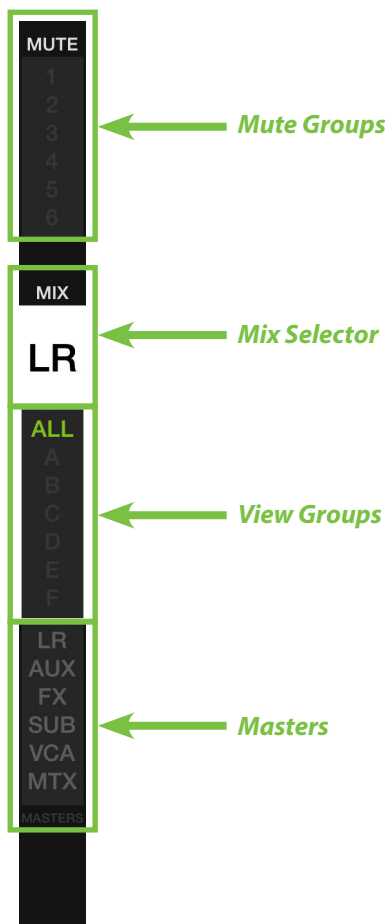 MUTE
1
2
3
4
5
6
Mute Groups
MIX
LR
Mix Selector
ALL
A
B
C
D
E
F
View Groups
LR
AUX
FX
SUB
VCA
MTX
MASTERS
Masters